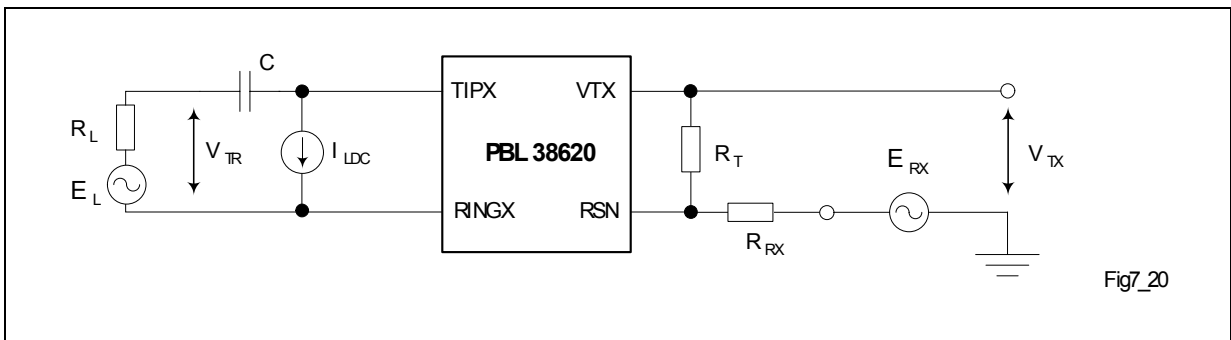 C
TIPX VTX
R L
V TR
I LDC
PBL 38620
R T
E RX
V TX
E L
RINGX RSN
R RX
Fig7_20